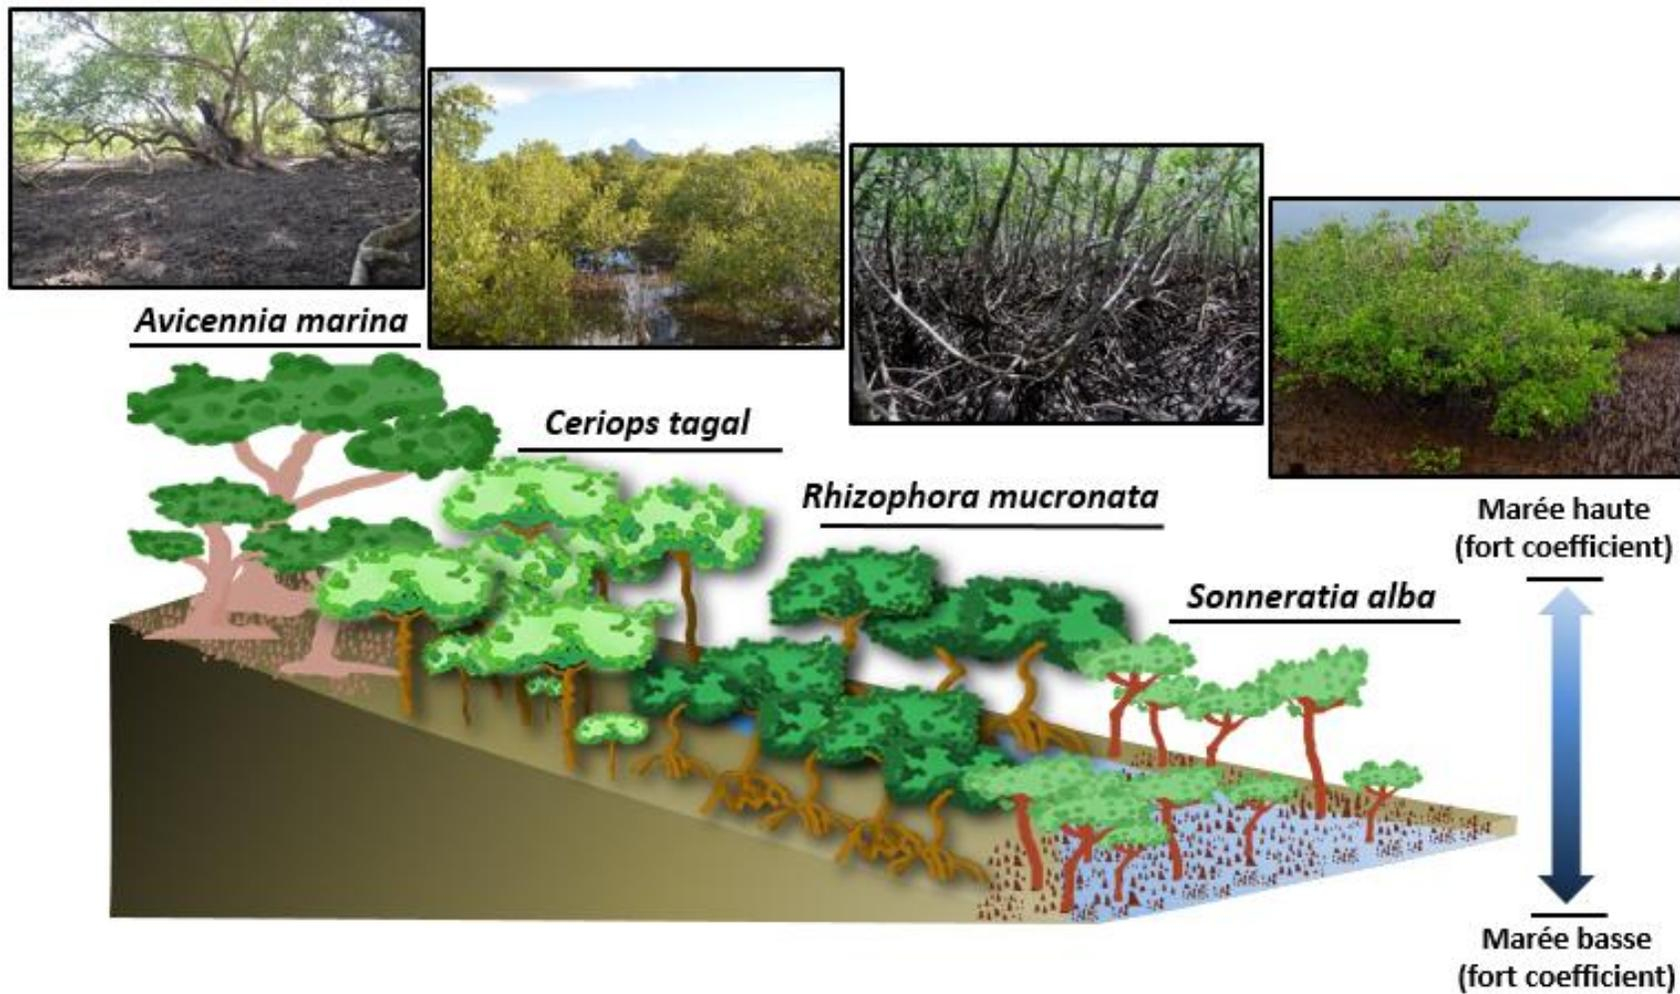 Avicennia marina
Ceriops tagal
Rhizophora mucronata
Sonneratia alba
Marée haute
(fort coefficient)
Marée basse
(fort coefficient)